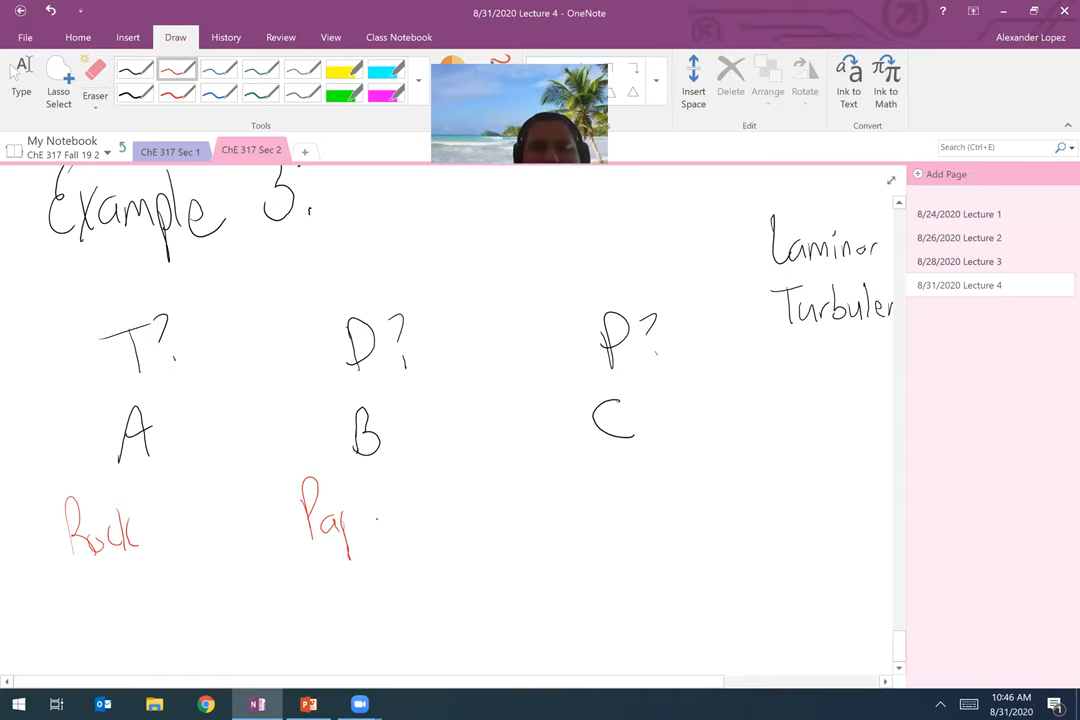 8/31/2020 Lecture 4 - OneNote
?
File Home Insert Draw History Review View Class Notebook
Alexander Lopez
Type
Lasso Select
Eraser
Insert Space
Delete
Arrange
Rotate
Ink to Text
Ink to Math
Tools
Edit
Convert
My Notebook
ChE 317 Fall 19 2
ChE 317 Sec 1
ChE 317 Sec 2
+
Search (Ctrl+E)
Add Page
8/24/2020 Lecture 1
8/26/2020 Lecture 2
8/28/2020 Lecture 3
8/31/2020 Lecture 4
Example 3.
Laminar
Turbulen
T? D? P?
A B C
Rock Pap
10:46 AM
8/31/2020